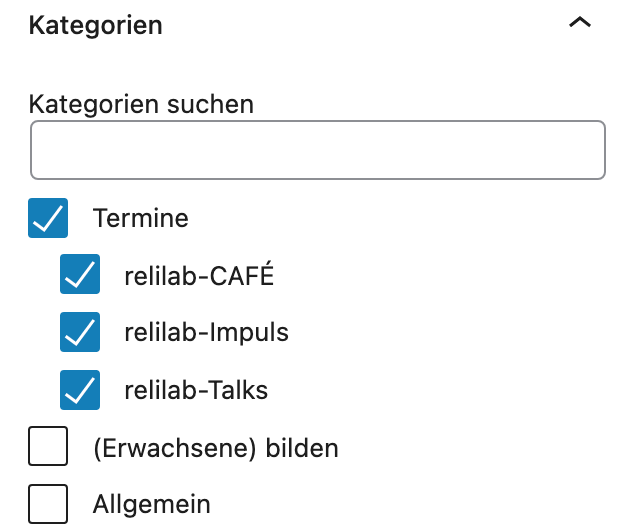 Kategorien
Kategorien suchen
Termine
relilab-CAFÉ
relilab-Impuls
relilab-Talks
(Erwachsene) bilden
Allgemein